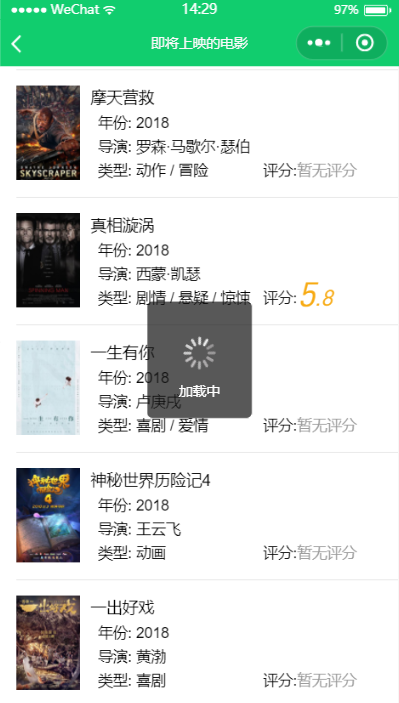 WeChat 14:29 97%
即将上映的电影
摩天营救
年份: 2018
导演: 罗森·马歇尔·瑟伯
类型: 动作 / 冒险 评分:暂无评分
SKYSCRAPER
真相漩涡
年份: 2018
导演: 西蒙·凯瑟
类型: 剧情 / 悬疑 / 惊悚 评分:5.8
加载中
一生有你
年份: 2018
导演: 卢庚戌
类型: 喜剧 / 爱情 评分:暂无评分
神秘世界历险记4
年份: 2018
导演: 王云飞
类型: 动画 评分:暂无评分
4
一出好戏
年份: 2018
导演: 黄渤
类型: 喜剧 评分:暂无评分